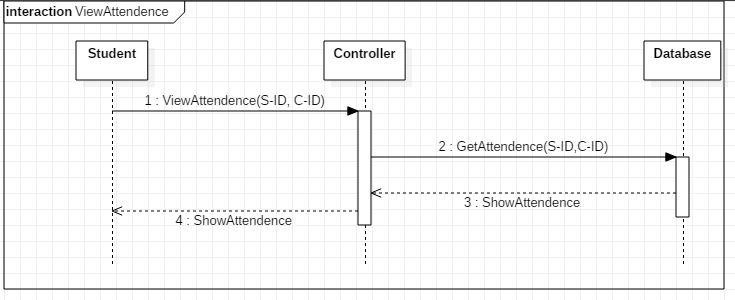 interaction ViewAttendence
Student
Controller
Database
1 : ViewAttendence(S-ID, C-ID)
2 : GetAttendence(S-ID,C-ID)
3 : ShowAttendence
4 : ShowAttendence